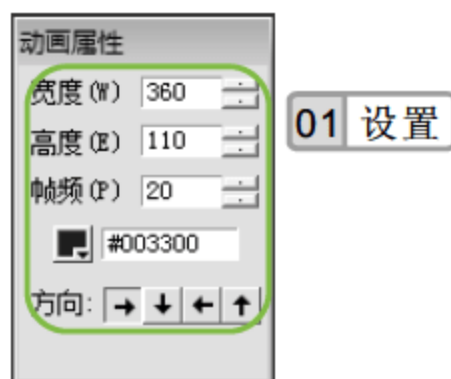 动画属性
宽度(W) 360
01 设置
高度(E) 110
帧频(P) 20
#003300
方向: → ↓ ← ↑